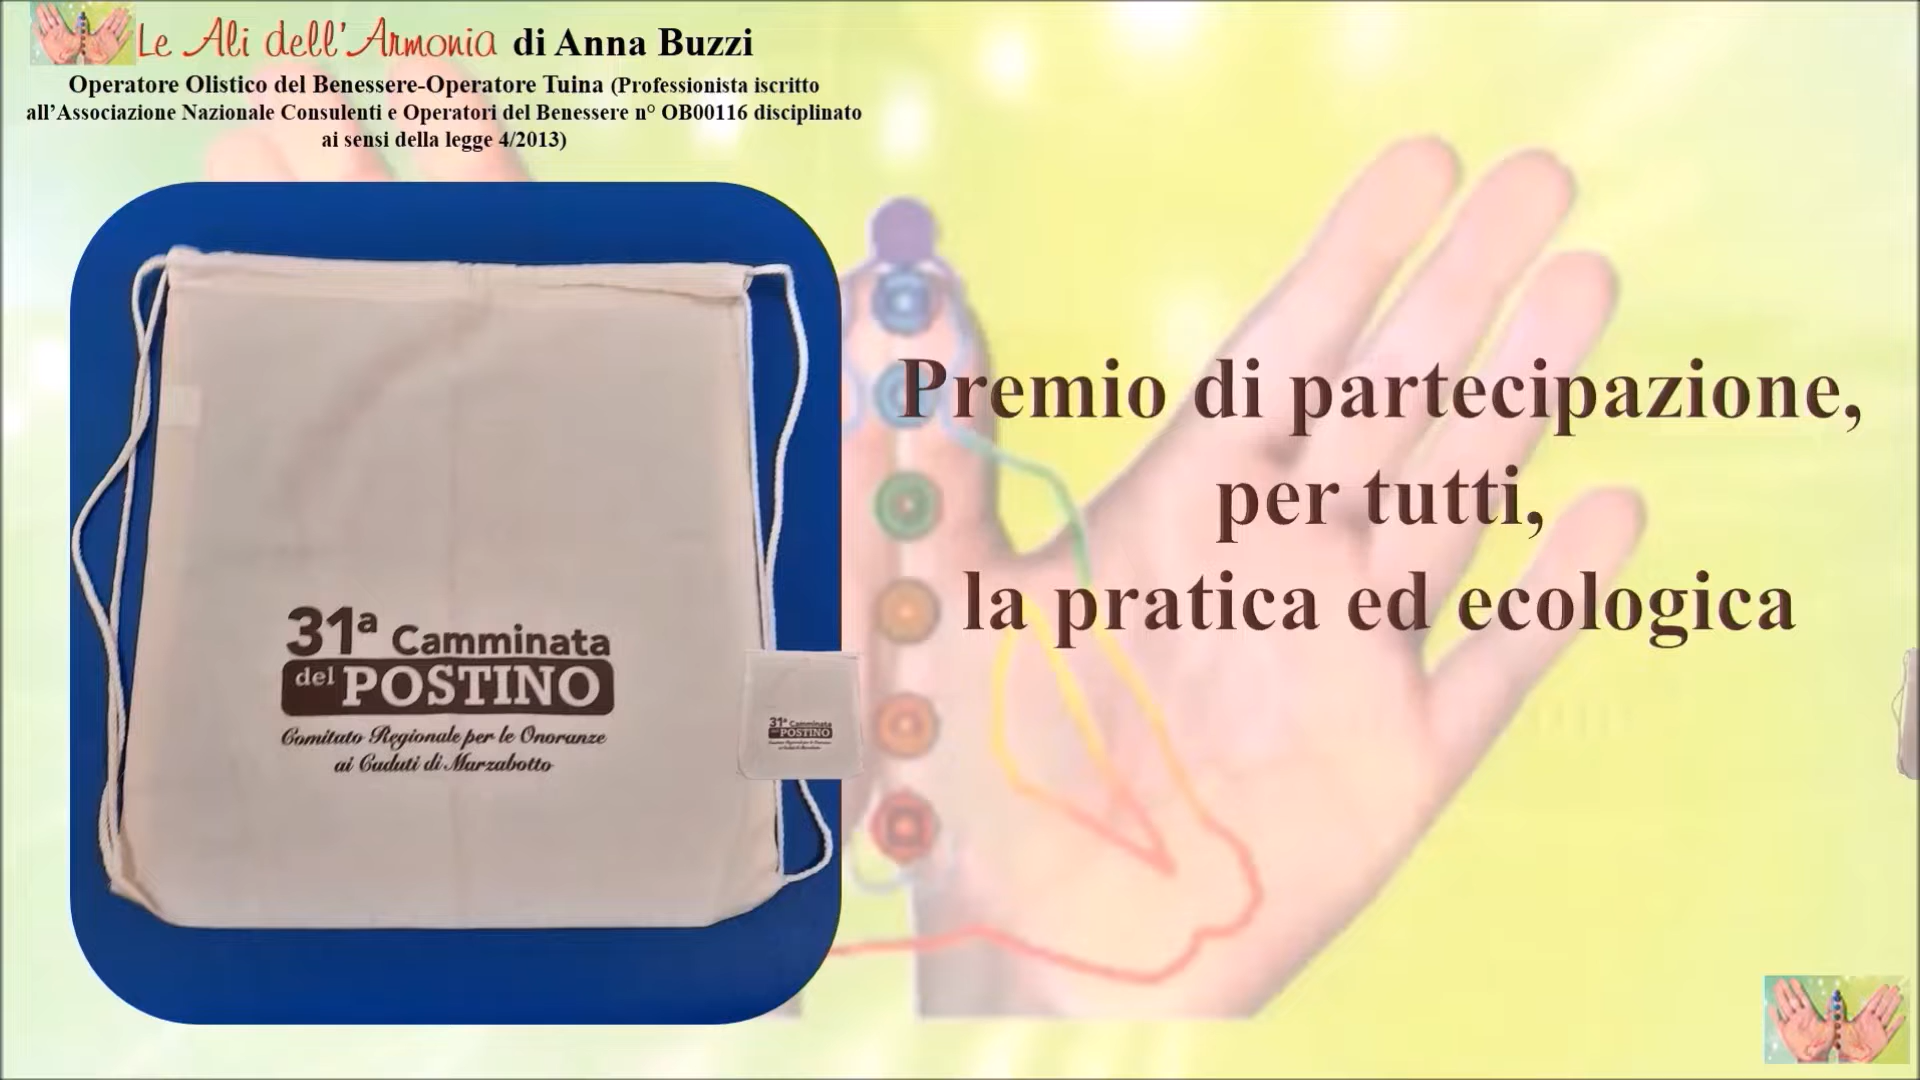 Le Ali dell'Armonia di Anna Buzzi
Operatore Olistico del Benessere-Operatore Tuina (Professionista iscritto
all’Associazione Nazionale Consulenti e Operatori del Benessere n° OB00116 disciplinato
ai sensi della legge 4/2013)
31ª Camminata
del POSTINO
Comitato Regionale per le Onoranze
ai Caduti di Marzabotto
31ª Camminata
POSTINO
Premio di partecipazione,
per tutti,
la pratica ed ecologica